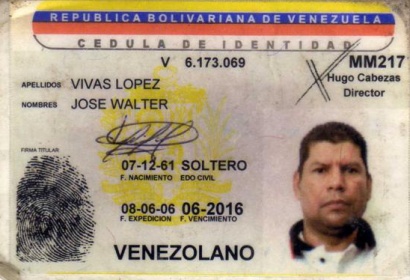 REPUBLICA BOLIVARIANA DE VENEZUELA
CEDULA DE IDENTIDAD
V 6.173.069
MM217
Hugo Cabezas
Director
APELLIDOS VIVAS LOPEZ
NOMBRES JOSE WALTER
FIRMA TITULAR
07-12-61 SOLTERO
F. NACIMIENTO EDO CIVIL
08-06-06 06-2016
F. EXPEDICION F. VENCIMIENTO
VENEZOLANO